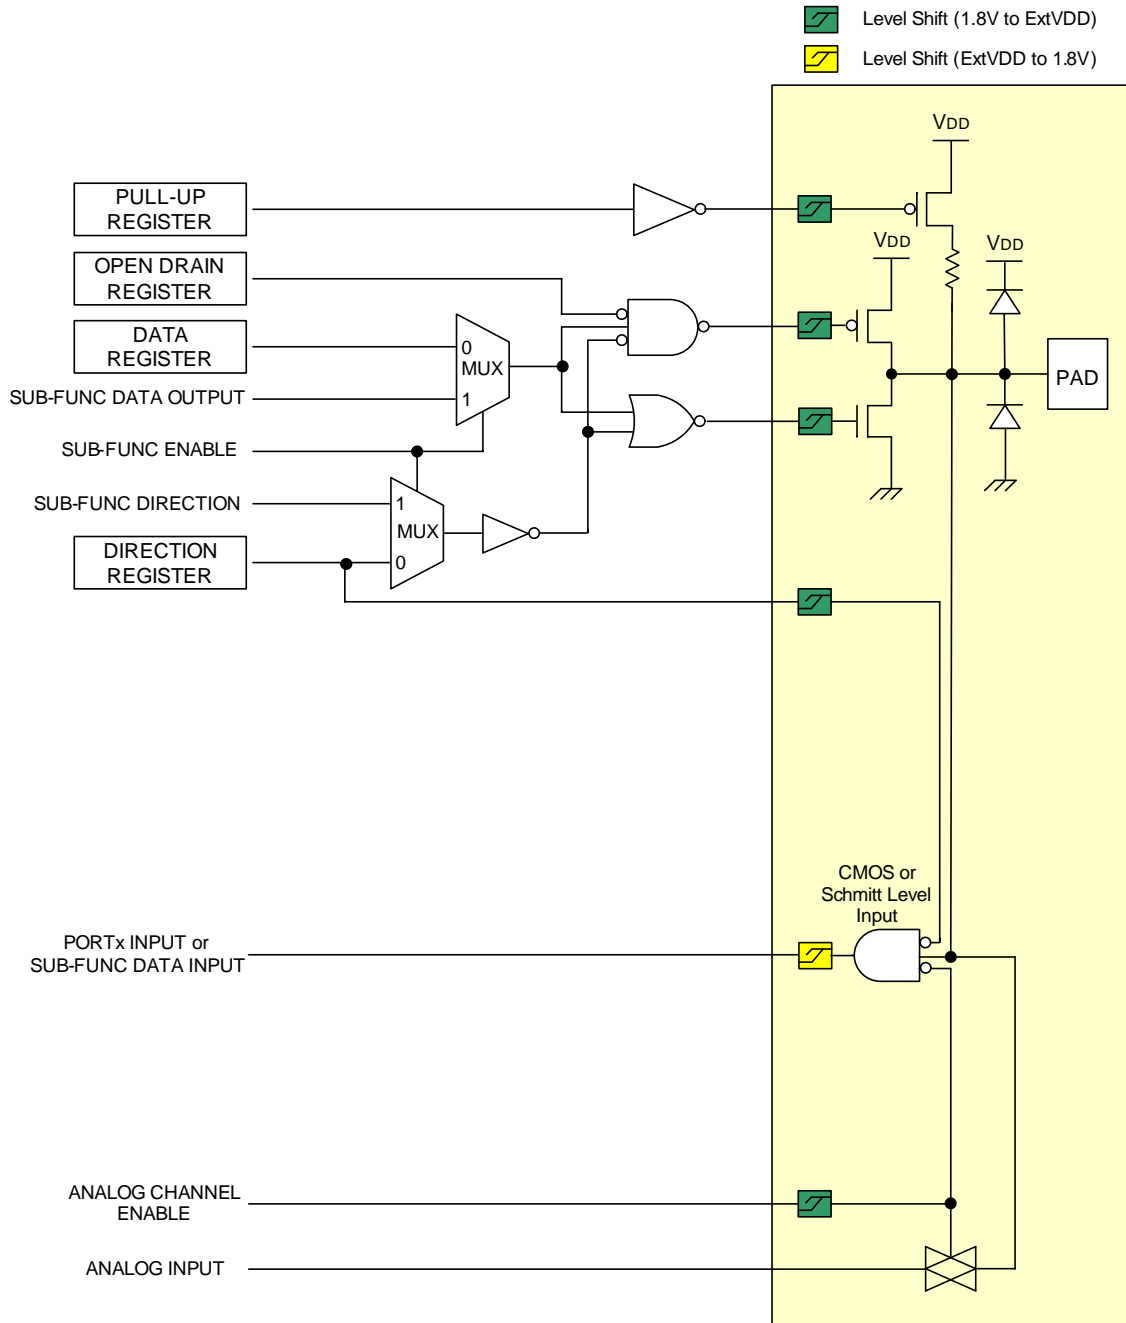 Level Shift (1.8V to ExtVDD)
Level Shift (ExtVDD to 1.8V)
VDD
PULL-UP
REGISTER
VDD
VDD
OPEN DRAIN
REGISTER
DATA
REGISTER
0
MUX
1
PAD
SUB-FUNC DATA OUTPUT
SUB-FUNC ENABLE
SUB-FUNC DIRECTION
1
MUX
0
DIRECTION
REGISTER
CMOS or
Schmitt Level
Input
PORTx INPUT or
SUB-FUNC DATA INPUT
ANALOG CHANNEL
ENABLE
ANALOG INPUT